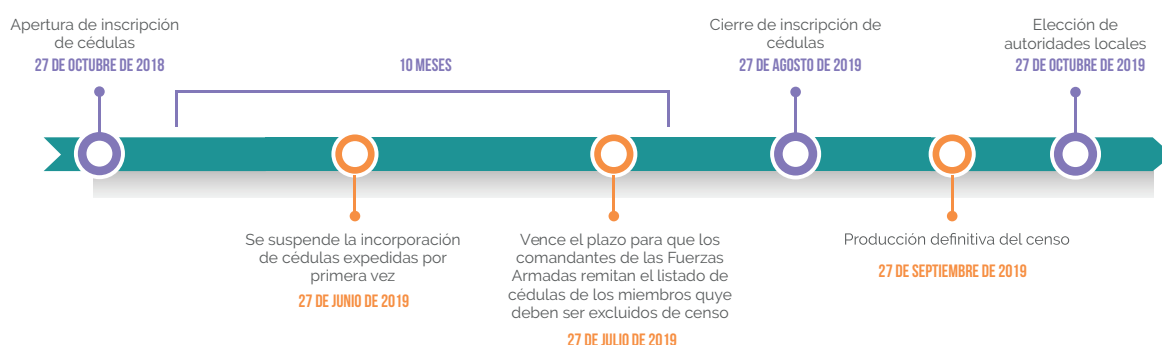 Apertura de inscripción
de cédulas
27 DE OCTUBRE DE 2018
10 MESES
Cierre de inscripción de
cédulas
27 DE AGOSTO DE 2019
Elección de
autoridades locales
27 DE OCTUBRE DE 2019
Se suspende la incorporación
de cédulas expedidas por
primera vez
27 DE JUNIO DE 2019
Vence el plazo para que los
comandantes de las Fuerzas
Armadas remitan el listado de
cédulas de los miembros quye
deben ser excluidos de censo
27 DE JULIO DE 2019
Producción definitiva del censo
27 DE SEPTIEMBRE DE 2019